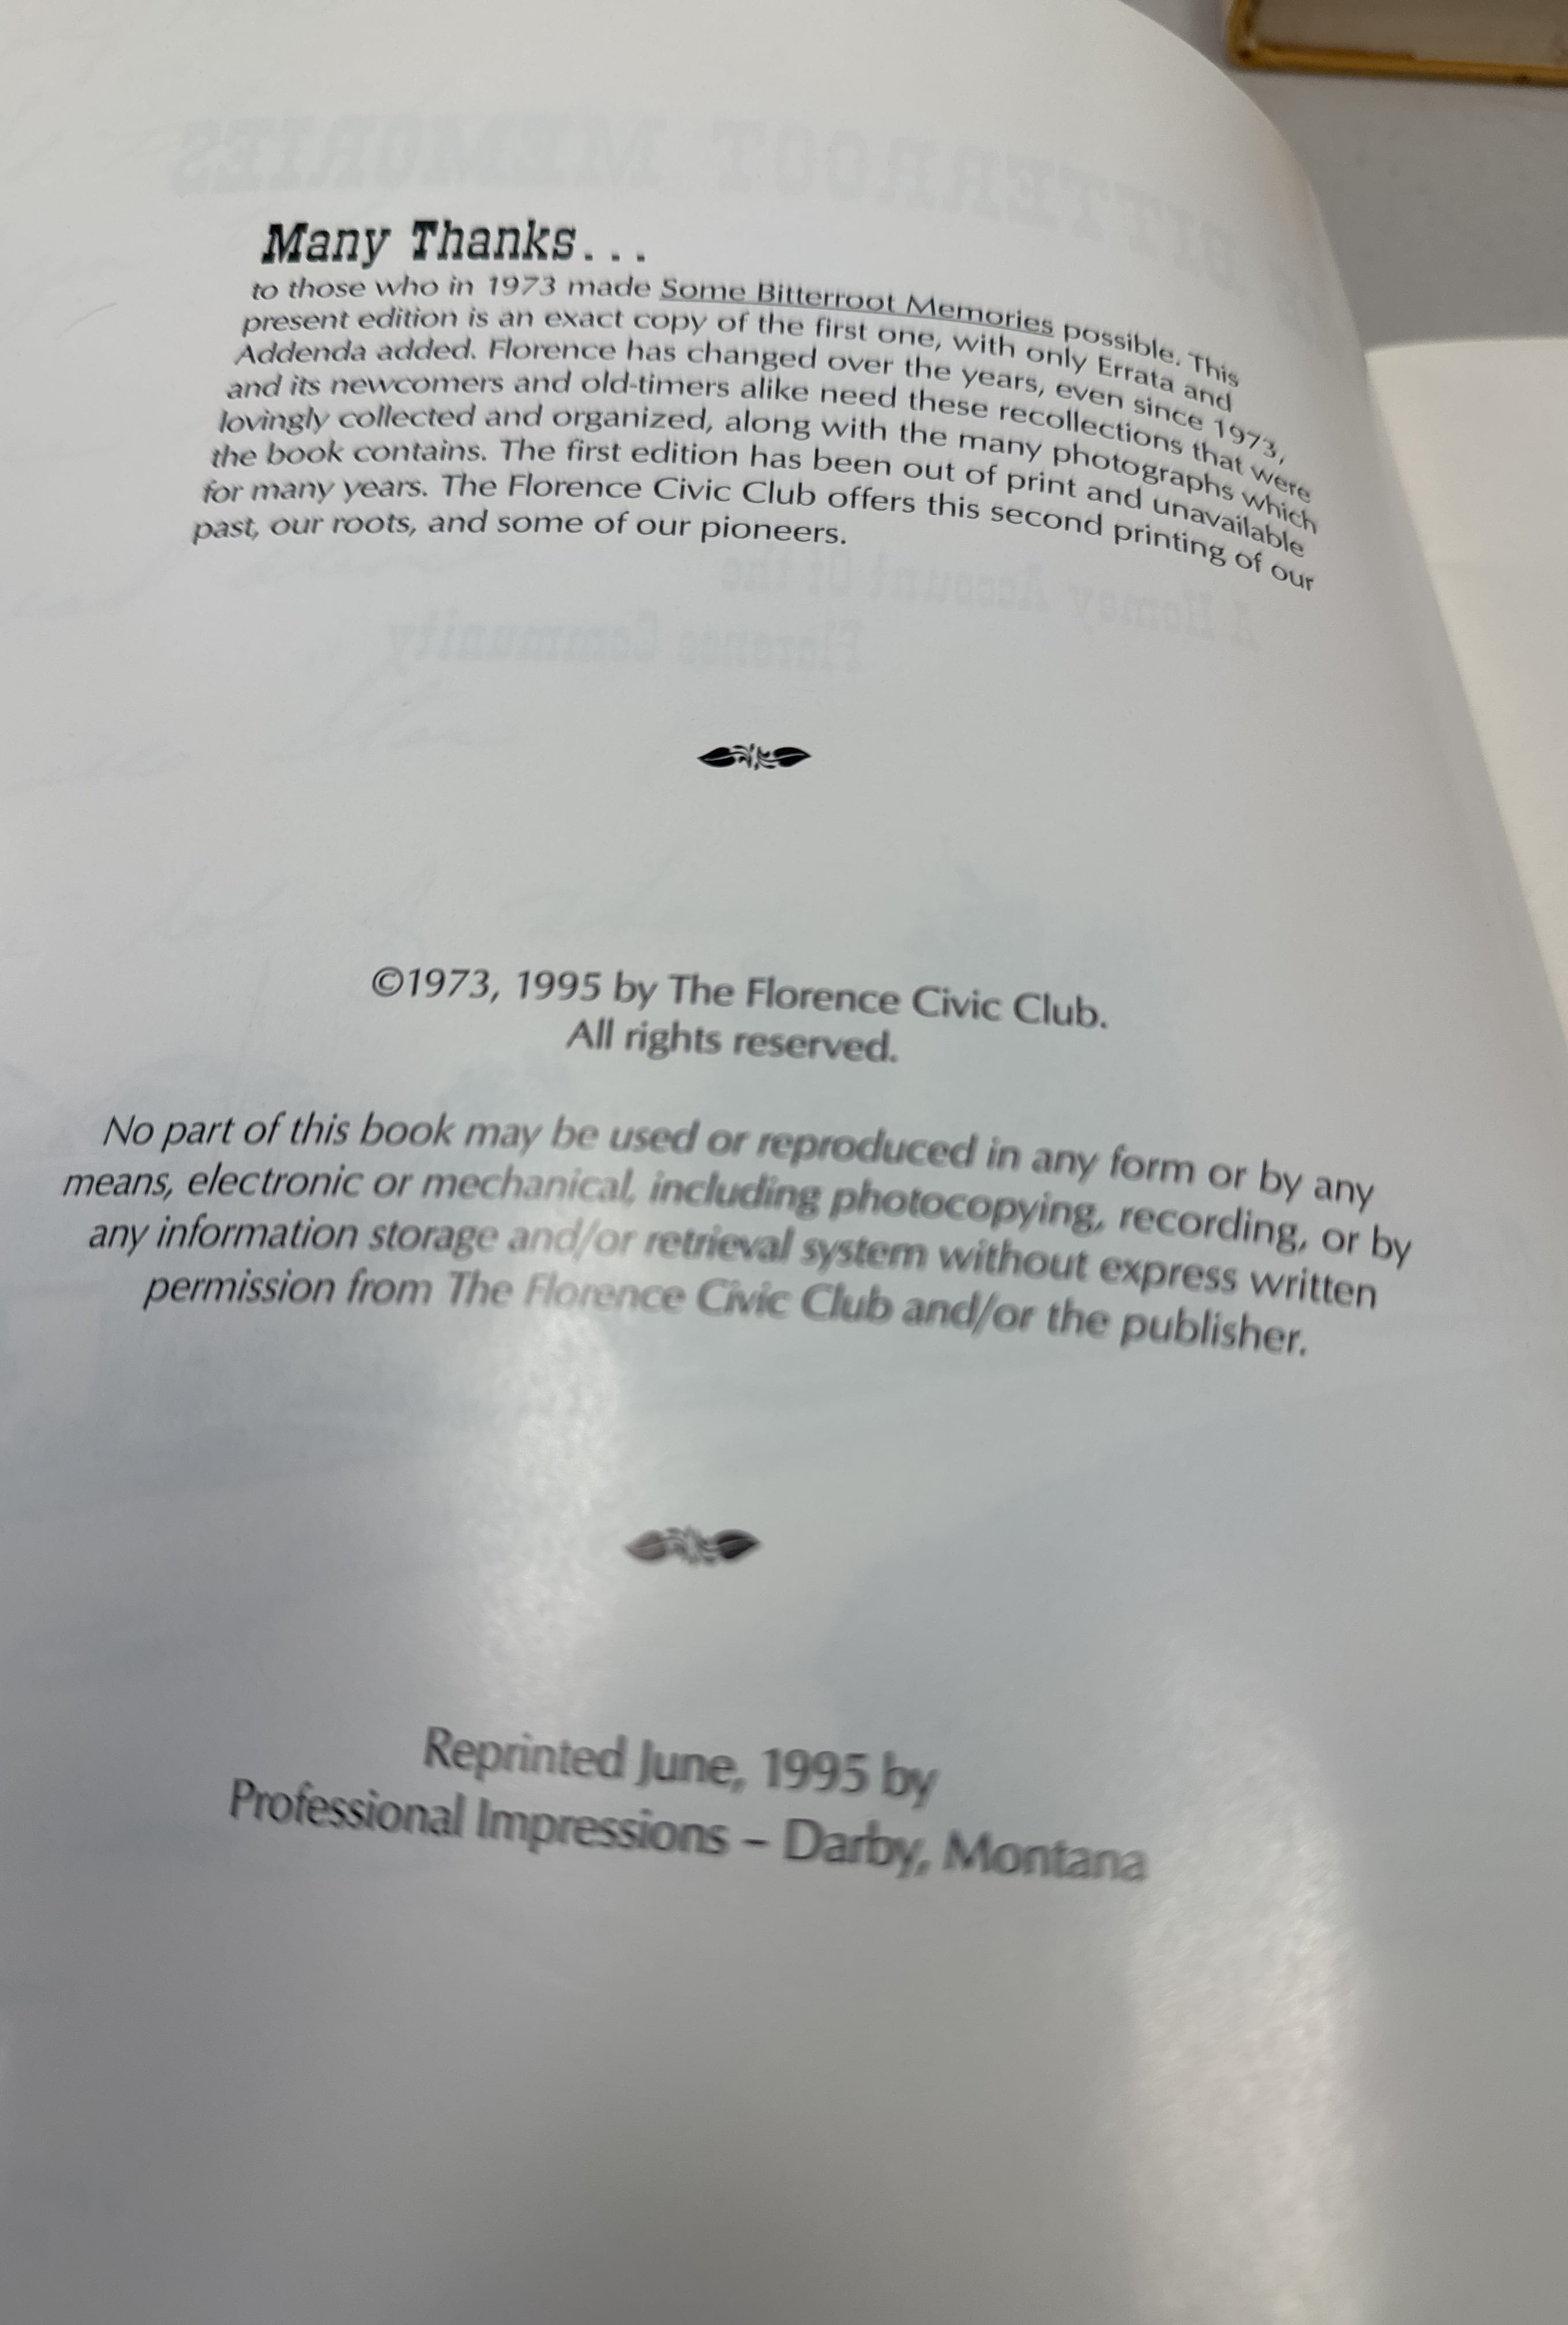 Many Thanks...
to those who in 1973 made Some Bitterroot Memories possible. This
present edition is an exact copy of the first one, with only Errata and
Addenda added. Florence has changed over the years, even since 1973,
and its newcomers and old-timers alike need these recollections that were
lovingly collected and organized, along with the many photographs which
the book contains. The first edition has been out of print and unavailable
for many years. The Florence Civic Club offers this second printing of our
past, our roots, and some of our pioneers.
©1973, 1995 by The Florence Civic Club.
All rights reserved.
No part of this book may be used or reproduced in any form or by any
means, electronic or mechanical, including photocopying, recording, or by
any information storage and/or retrieval system without express written
permission from The Florence Civic Club and/or the publisher.
Reprinted June, 1995 by
Professional Impressions – Darby, Montana